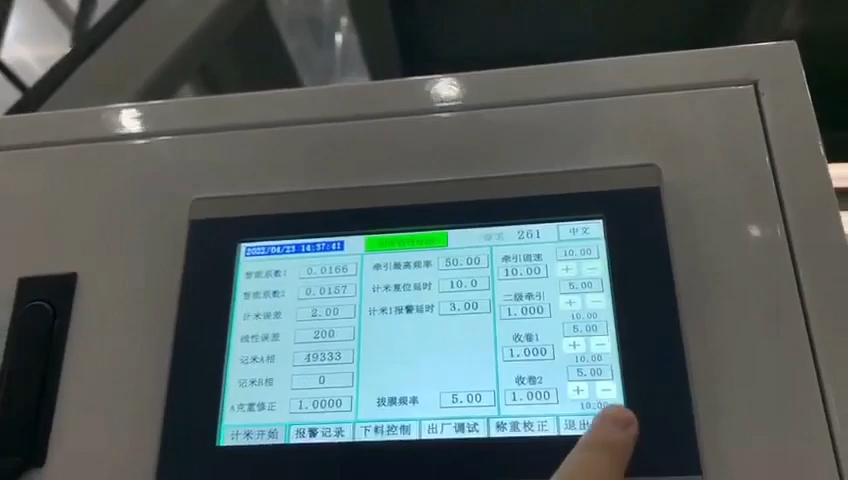 2022/04/23 14:37:41 261 中文
智能系数1 0.0166 牵引最高频率 50.00 牵引调速 10.00
10.00 + −
智能系数2 0.0157 计米复位延时 10.0 二级牵引 5.00
计米误差 2.00 计米1报警延时 3.00 1.000 + −
10.00
线性误差 200 收卷1 5.00
记米A相 49333 1.000 + −
10.00
记米B相 0 收卷2 5.00
A克重修正 1.0000 拔膜频率 5.00 1.000 + −
10.00
计米开始 报警记录 下料控制 出厂调试 称重校正 退出